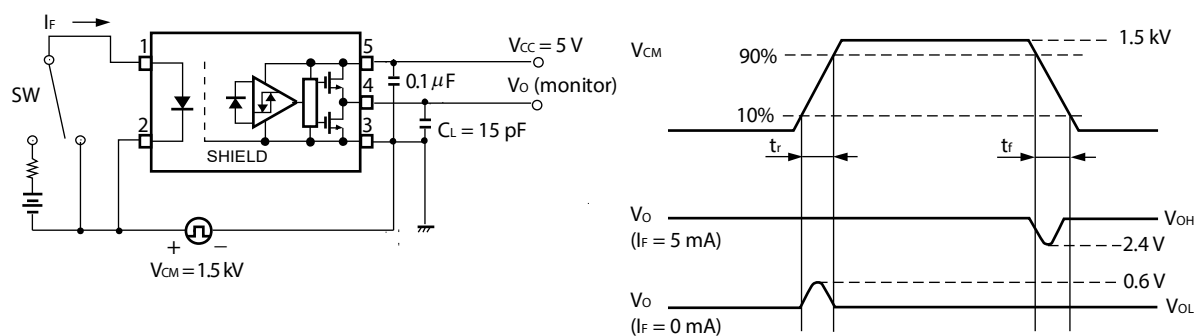 IF
1
5
VCC = 5 V
0.1 μF
4
VO (monitor)
SW
2
3
CL = 15 pF
SHIELD
+
−
VCM = 1.5 kV
VCM
90%
1.5 kV
10%
tr
tf
VO
(IF = 5 mA)
VOH
2.4 V
0.6 V
VO
(IF = 0 mA)
VOL